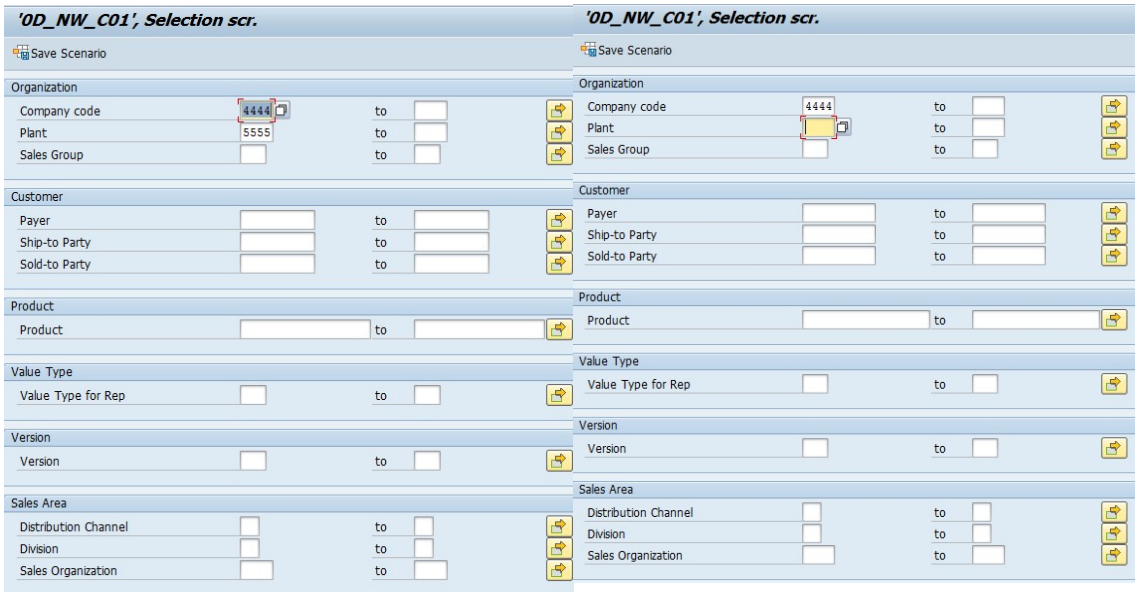 '0D_NW_C01', Selection scr.
Save Scenario
Organization
Company code 4444 to
Plant 5555 to
Sales Group to
Customer
Payer to
Ship-to Party to
Sold-to Party to
Product
Product to
Value Type
Value Type for Rep to
Version
Version to
Sales Area
Distribution Channel to
Division to
Sales Organization to
'0D_NW_C01', Selection scr.
Save Scenario
Organization
Company code 4444 to
Plant to
Sales Group to
Customer
Payer to
Ship-to Party to
Sold-to Party to
Product
Product to
Value Type
Value Type for Rep to
Version
Version to
Sales Area
Distribution Channel to
Division to
Sales Organization to